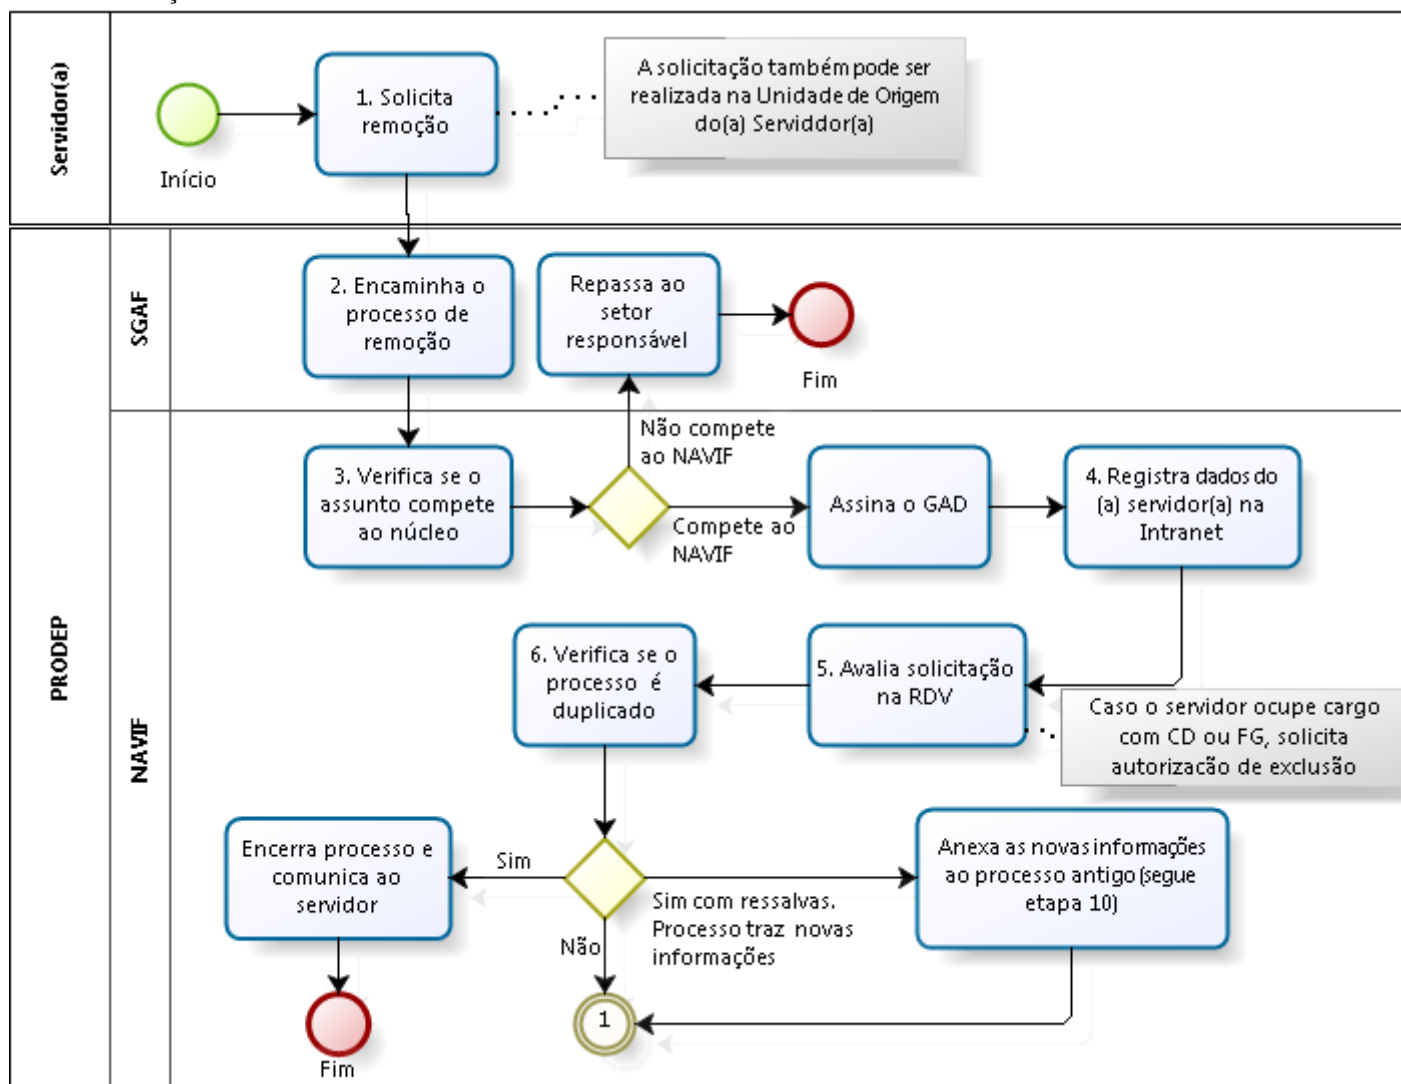 Servidor(a)
Início
1. Solicita
remoção
A solicitação também pode ser
realizada na Unidade de Origem
do(a) Serviddor(a)
PRODEP
SGAF
2. Encaminha o
processo de
remoção
Repassa ao
setor
responsável
Fim
NAVIF
3. Verifica se o
assunto compete
ao núcleo
Não compete
ao NAVIF
Compete ao
NAVIF
Assina o GAD
4. Registra dados do
(a) servidor(a) na
Intranet
5. Avalia solicitação
na RDV
Caso o servidor ocupe cargo
com CD ou FG, solicita
autorização de exclusão
6. Verifica se o
processo é
duplicado
Sim
Encerra processo e
comunica ao
servidor
Fim
Não
1
Sim com ressalvas.
Processo traz novas
informações
Anexa as novas informações
ao processo antigo (segue
etapa 10)